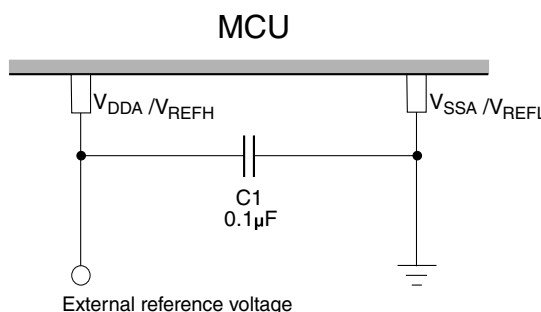 MCU
VDDA /VREFH
VSSA/VREFL
C1
0.1µF
External reference voltage